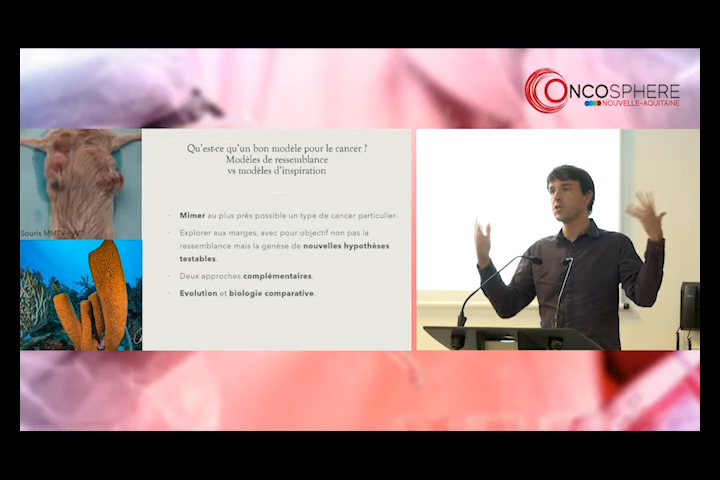 ONCOSPHERE
NOUVELLE-AQUITAINE
Qu'est-ce qu'un bon modèle pour le cancer ?
Modèles de ressemblance
vs modèles d'inspiration
· Mimer au plus près possible un type de cancer particulier.
· Explorer aux marges, avec pour objectif non pas la
ressemblance mais la genèse de nouvelles hypothèses
testables.
· Deux approches complémentaires.
· Evolution et biologie comparative.
Souris